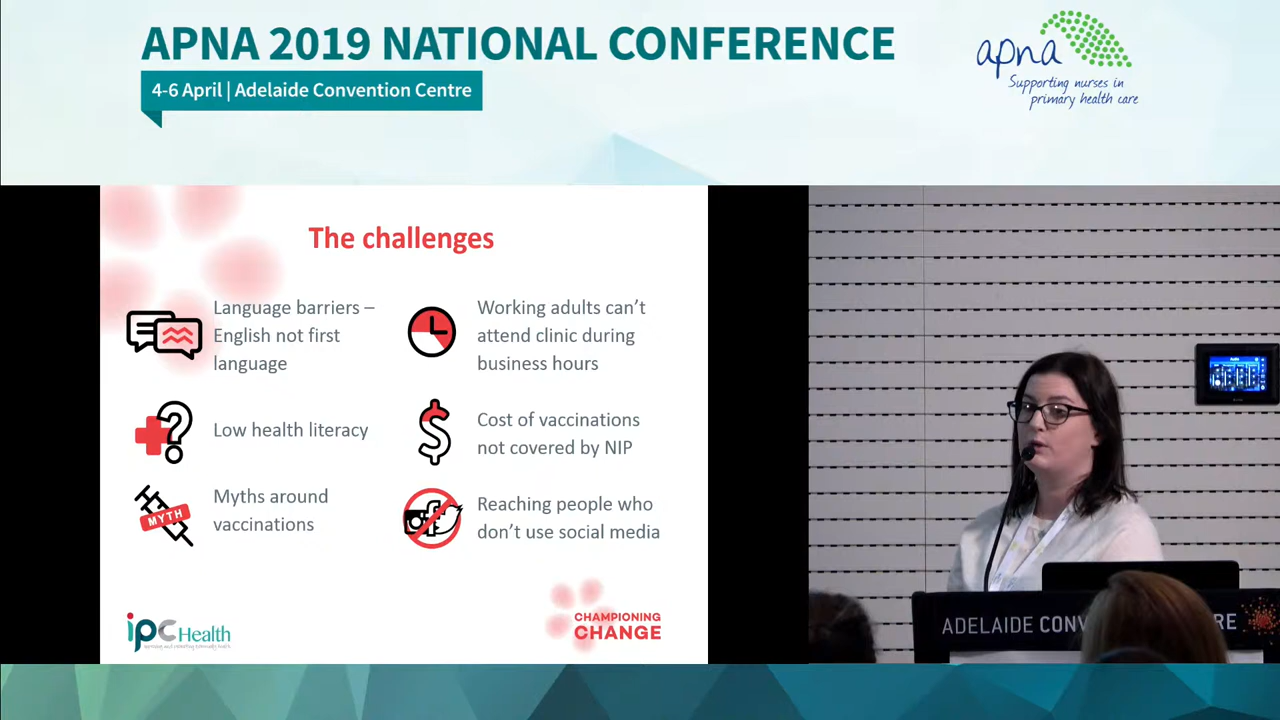 APNA 2019 NATIONAL CONFERENCE
4-6 April | Adelaide Convention Centre
apna
Supporting nurses in
primary health care
The challenges
Language barriers –
English not first
language
Low health literacy
MYTH
Myths around
vaccinations
Working adults can't
attend clinic during
business hours
Cost of vaccinations
not covered by NIP
Reaching people who
don't use social media
ipc Health
CHAMPIONING
CHANGE
ADELAIDE CONV
RE